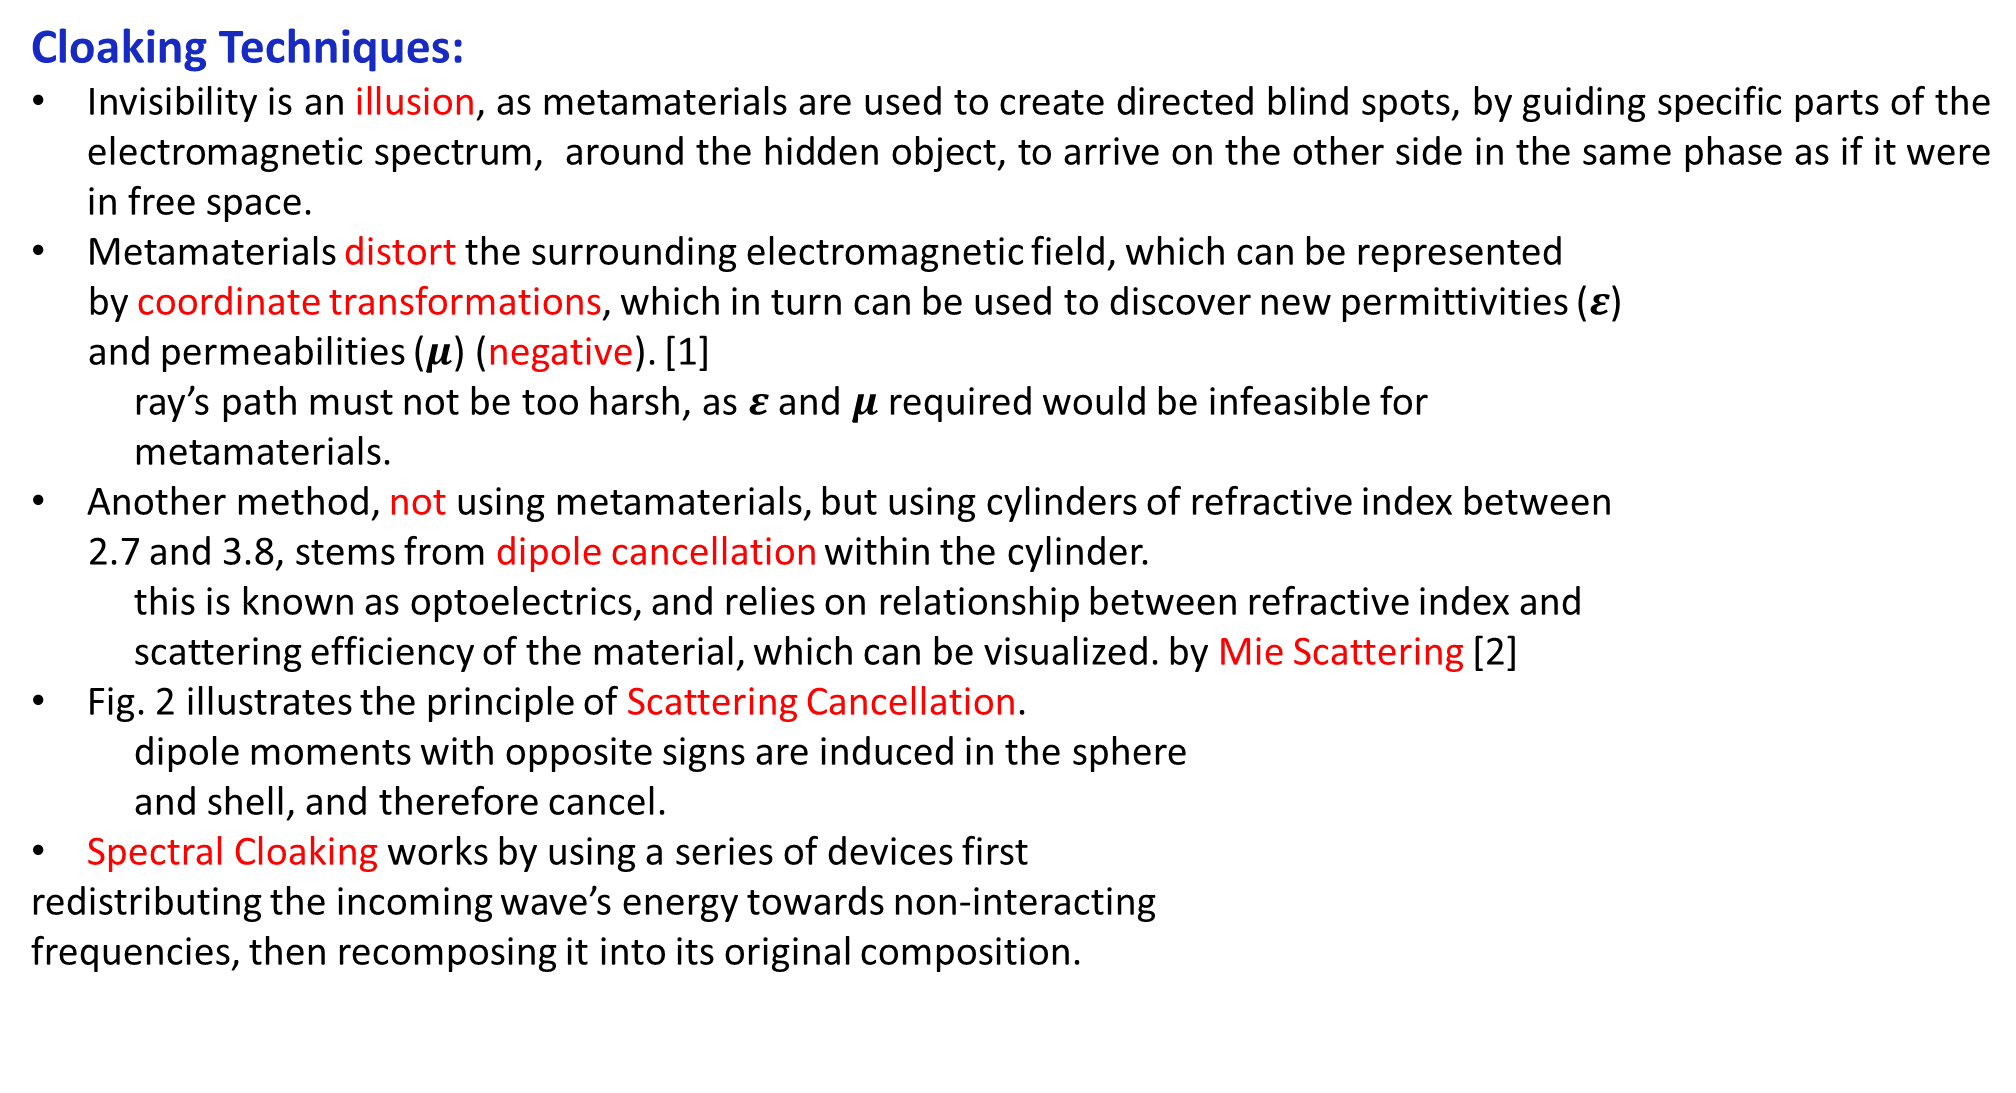 Cloaking Techniques:
• Invisibility is an illusion, as metamaterials are used to create directed blind spots, by guiding specific parts of the
electromagnetic spectrum,  around the hidden object, to arrive on the other side in the same phase as if it were
in free space.
• Metamaterials distort the surrounding electromagnetic field, which can be represented
by coordinate transformations, which in turn can be used to discover new permittivities (𝜺)
and permeabilities (𝝁) (negative). [1]
ray’s path must not be too harsh, as 𝜺 and 𝝁 required would be infeasible for
metamaterials.
• Another method, not using metamaterials, but using cylinders of refractive index between
2.7 and 3.8, stems from dipole cancellation within the cylinder.
this is known as optoelectrics, and relies on relationship between refractive index and
scattering efficiency of the material, which can be visualized. by Mie Scattering [2]
• Fig. 2 illustrates the principle of Scattering Cancellation.
dipole moments with opposite signs are induced in the sphere
and shell, and therefore cancel.
• Spectral Cloaking works by using a series of devices first
redistributing the incoming wave’s energy towards non-interacting
frequencies, then recomposing it into its original composition.